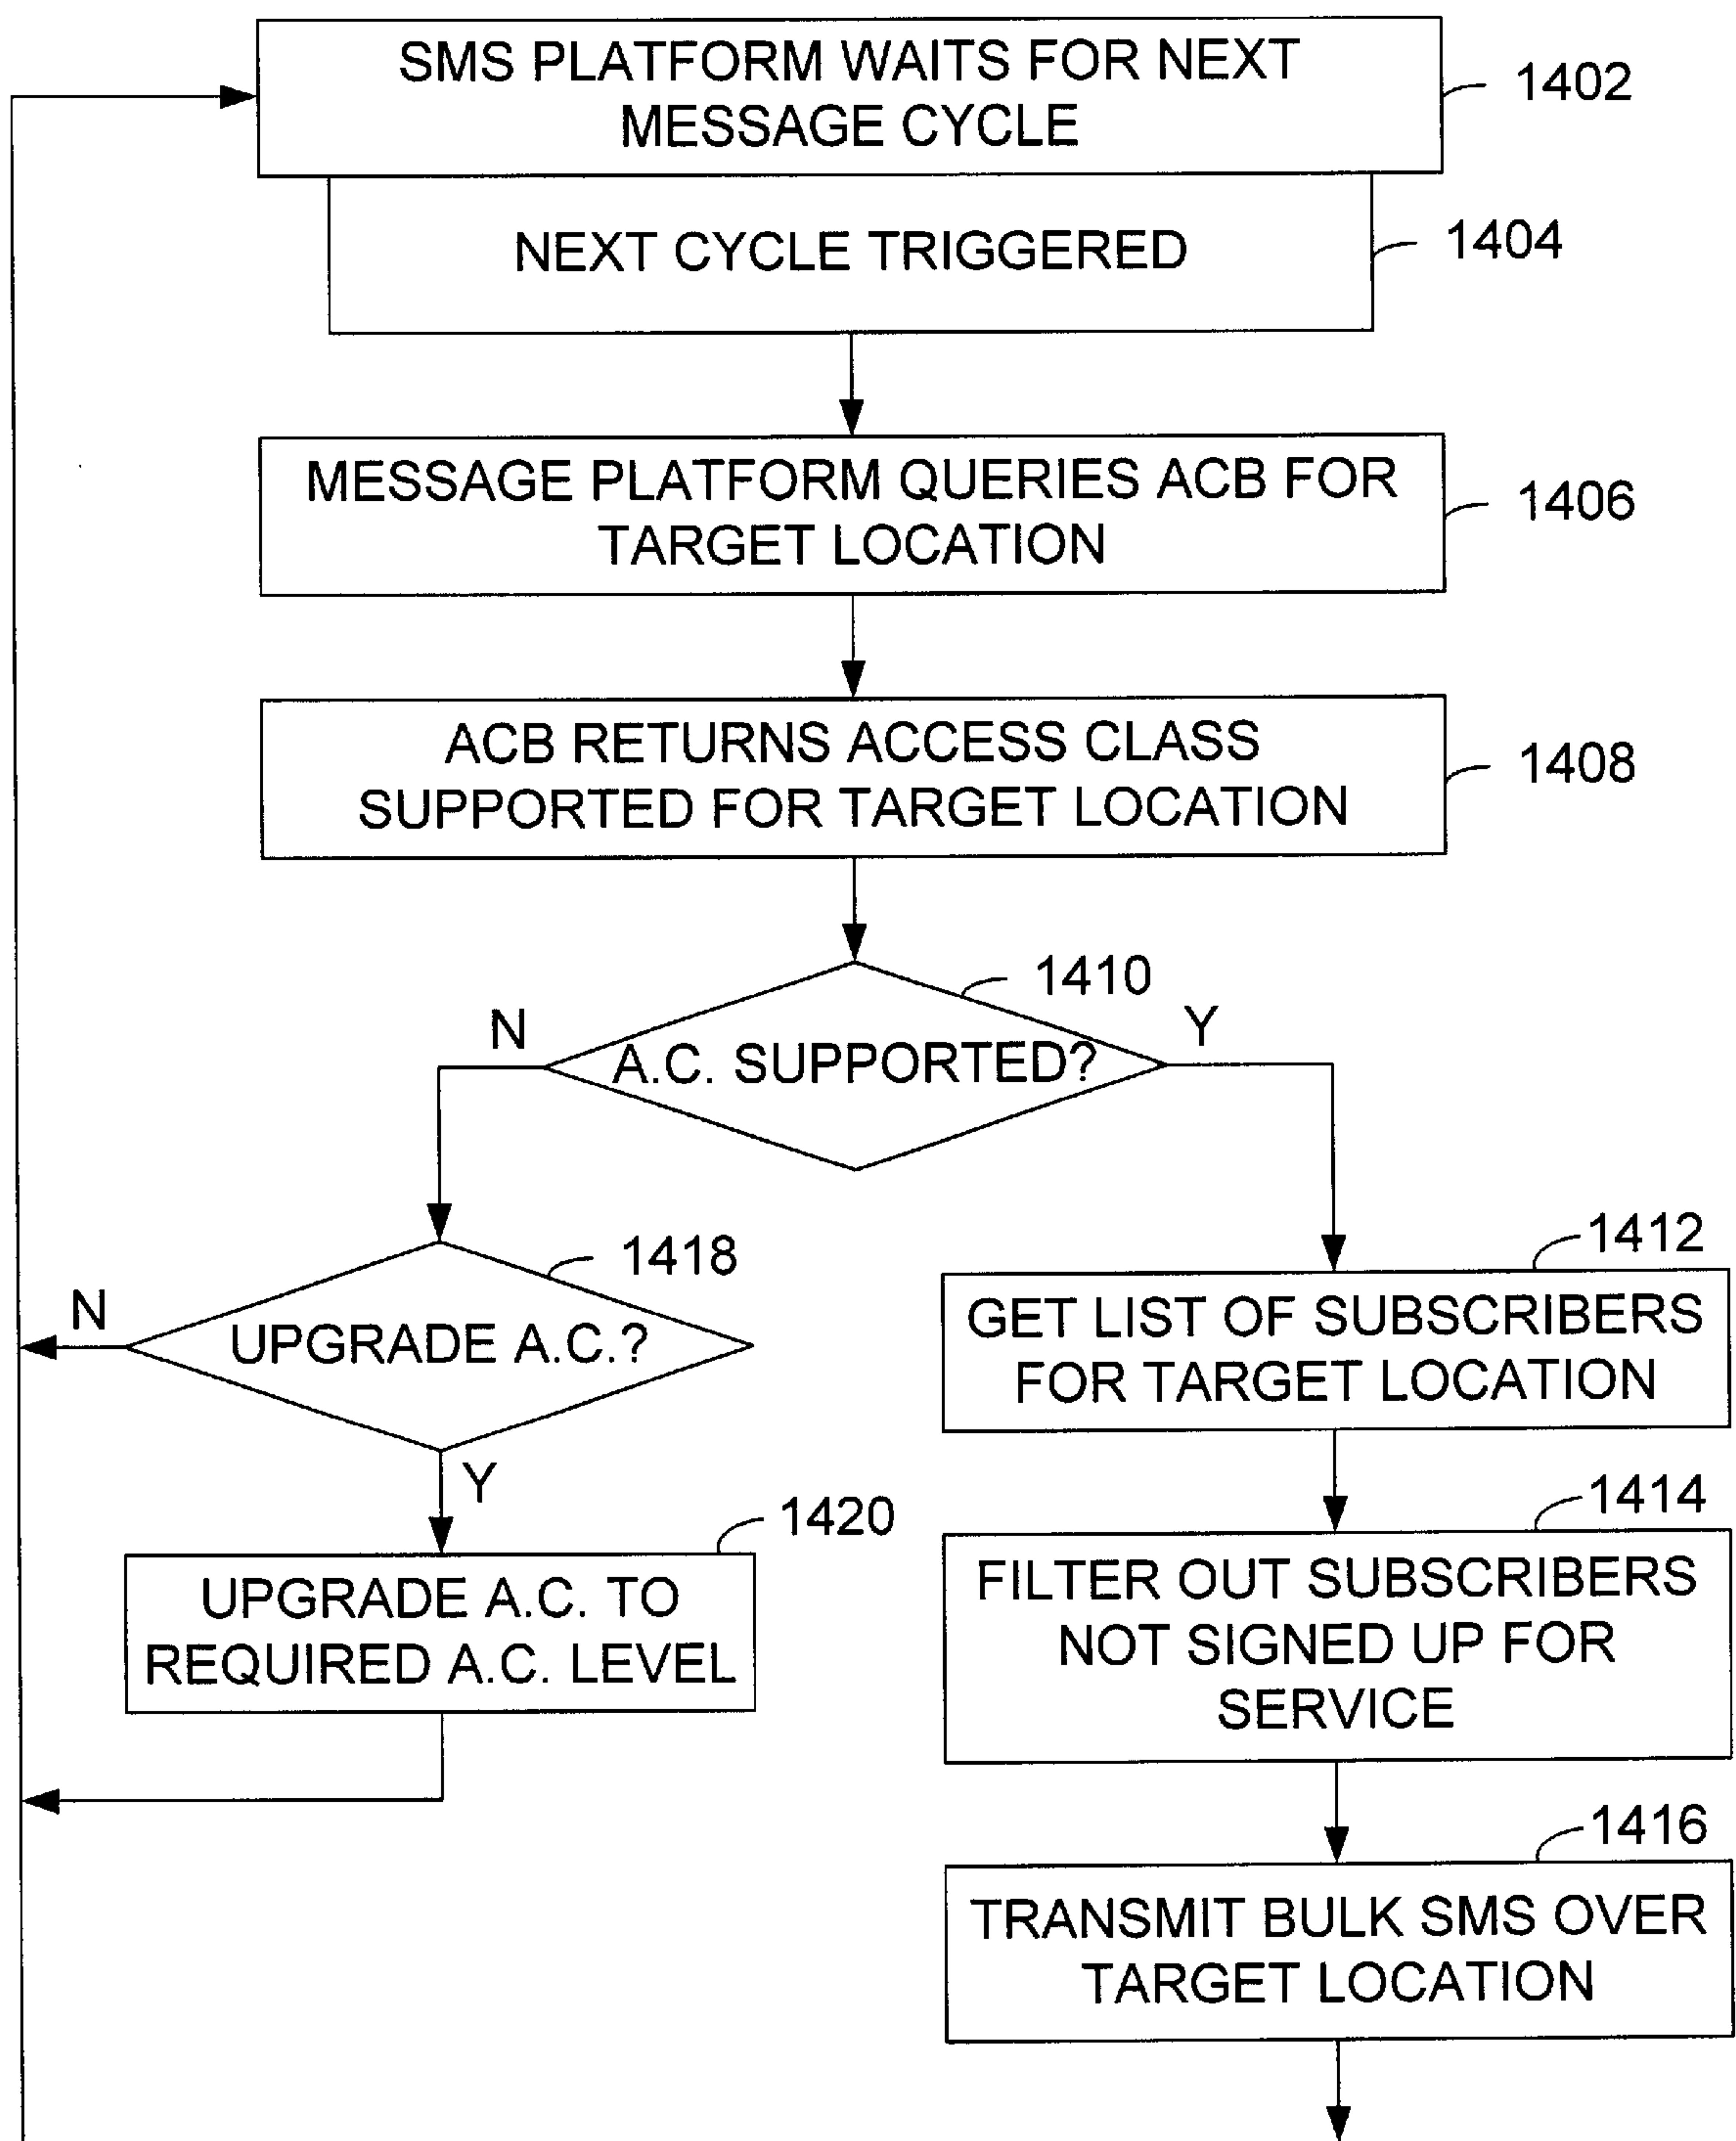 SMS PLATFORM WAITS FOR NEXT
MESSAGE CYCLE
1402
NEXT CYCLE TRIGGERED
1404
MESSAGE PLATFORM QUERIES ACB FOR
TARGET LOCATION
1406
ACB RETURNS ACCESS CLASS
SUPPORTED FOR TARGET LOCATION
1408
1410
N
Y
A.C. SUPPORTED?
1418
N
UPGRADE A.C.?
Y
1420
UPGRADE A.C. TO
REQUIRED A.C. LEVEL
1412
GET LIST OF SUBSCRIBERS
FOR TARGET LOCATION
1414
FILTER OUT SUBSCRIBERS
NOT SIGNED UP FOR
SERVICE
1416
TRANSMIT BULK SMS OVER
TARGET LOCATION